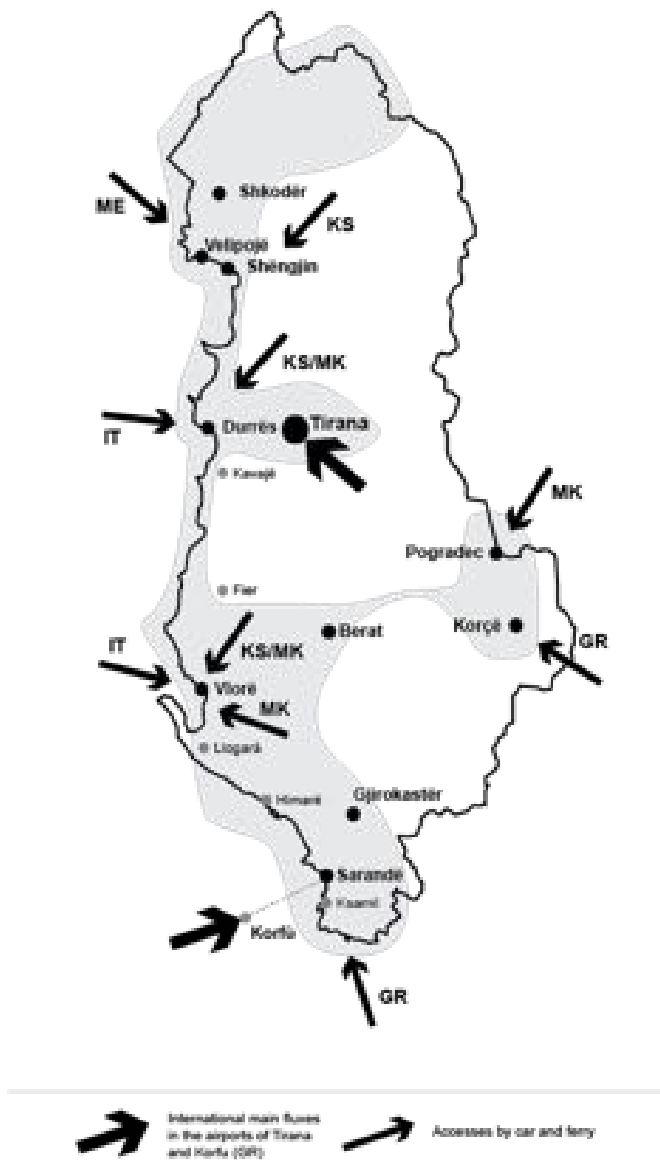 Shkodër
ME
KS
Velipojë
Shëngjin
KS/MK
Durrës
Tirana
IT
Kavajë
MK
Pogradec
Fier
Berat
Korçë
GR
IT
KS/MK
Vlorë
MK
Llogara
Himarë
Gjirokastër
Sarandë
Ksamil
Korfu
GR
International main fluxes
in the airports of Tirana
and Korfu (GR)
Accesses by car and ferry